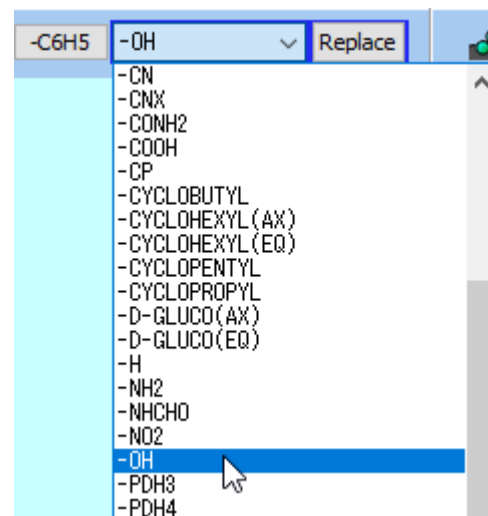 -C6H5 -OH Replace
-CN
-CNX
-CONH2
-COOH
-CP
-CYCLOBUTYL
-CYCLOHEXYL(AX)
-CYCLOHEXYL(EQ)
-CYCLOPENTYL
-CYCLOPROPYL
-D-GLUCO(AX)
-D-GLUCO(EQ)
-H
-NH2
-NHCHO
-NO2
-OH
-PDH3
-PDH4